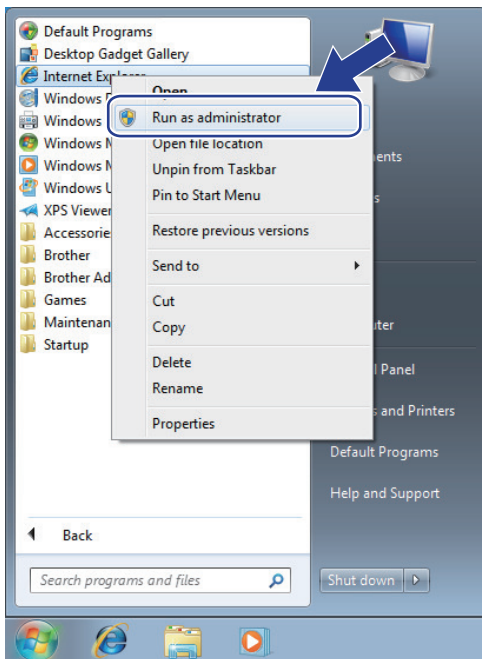 Default Programs
Desktop Gadget Gallery
Internet Explorer
Windows
Windows
Windows
Windows
Windows
XPS Viewer
Accessorie
Brother
Brother Ad
Games
Maintenan
Startup
Back
Search programs and files
Open
Run as administrator
Open file location
Unpin from Taskbar
Pin to Start Menu
Restore previous versions
Send to
Cut
Copy
Delete
Rename
Properties
ments
s
uter
l Panel
s and Printers
Default Programs
Help and Support
Shut down